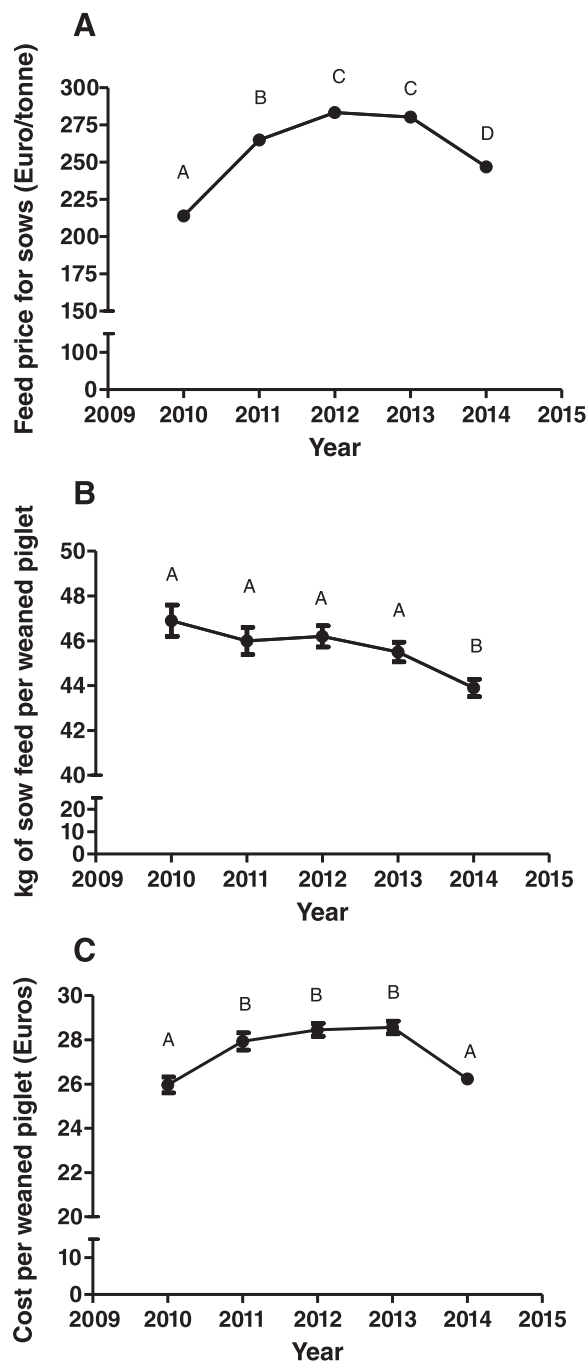 A
Feed price for sows (Euro/tonne)
300
275
250
225
200
175
150
100
0
A
B
C
C
D
2009 2010 2011 2012 2013 2014 2015
Year
B
kg of sow feed per weaned piglet
50
48
46
44
42
40
20
10
0
A
A
A
A
B
2009 2010 2011 2012 2013 2014 2015
Year
C
Cost per weaned piglet (Euros)
30
28
26
24
22
20
10
0
A
B
B
B
A
2009 2010 2011 2012 2013 2014 2015
Year